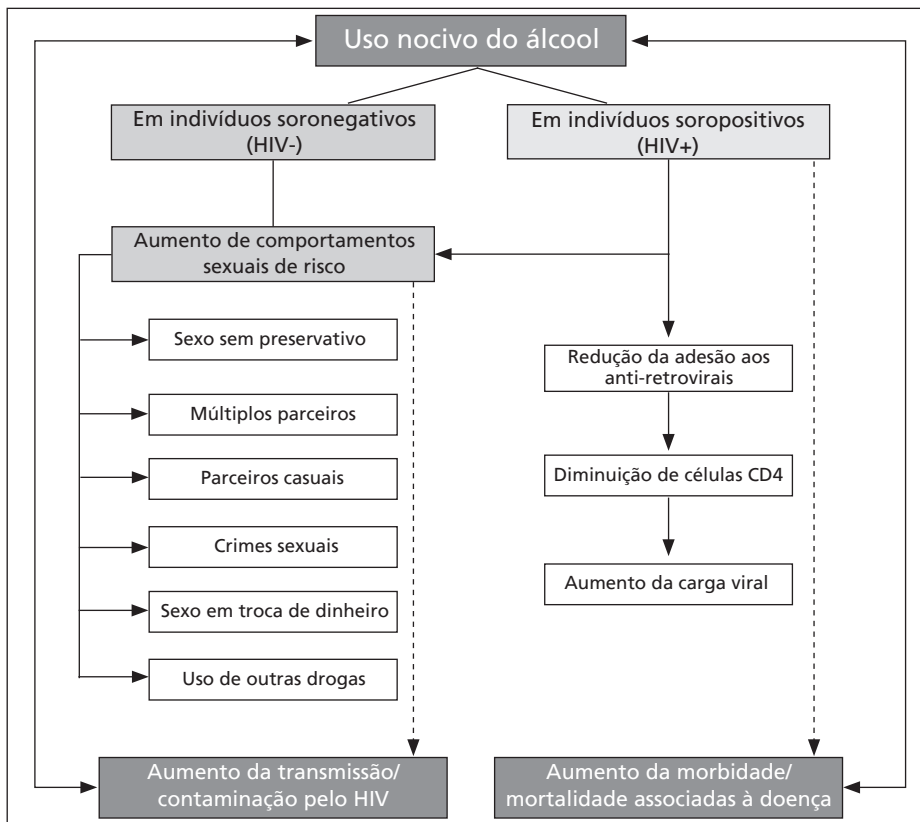 Uso nocivo do álcool
Em indivíduos soronegativos
(HIV-)
Em indivíduos soropositivos
(HIV+)
Aumento de comportamentos
sexuais de risco
Sexo sem preservativo
Múltiplos parceiros
Parceiros casuais
Crimes sexuais
Sexo em troca de dinheiro
Uso de outras drogas
Redução da adesão aos
anti-retrovirais
Diminuição de células CD4
Aumento da carga viral
Aumento da transmissão/
contaminação pelo HIV
Aumento da morbidade/
mortalidade associadas à doença